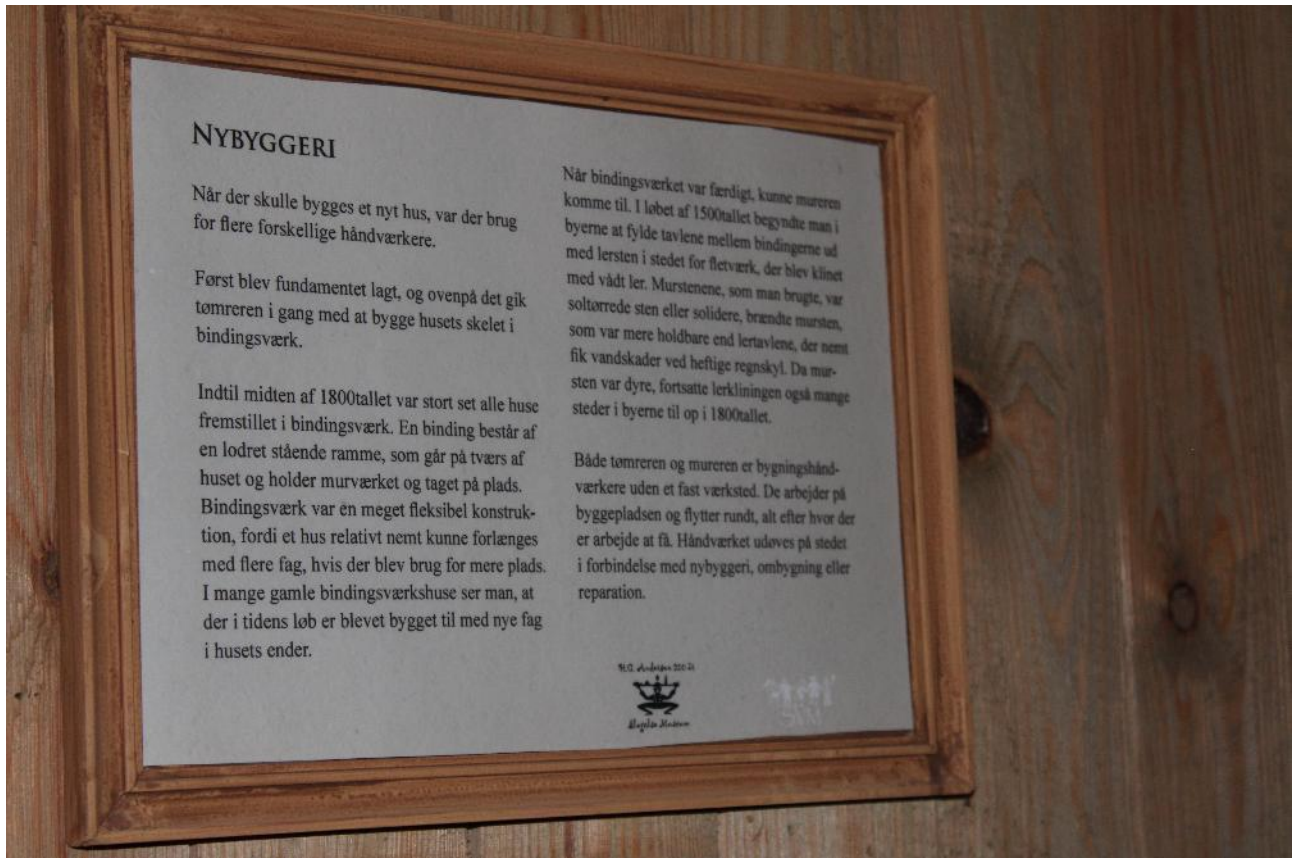 NYBYGGERI
Når der skulle bygges et nyt hus, var der brug
for flere forskellige håndværkere.
Først blev fundamentet lagt, og ovenpå det gik
tømreren i gang med at bygge husets skelet i
bindingsværk.
Indtil midten af 1800tallet var stort set alle huse
fremstillet i bindingsværk. En binding består af
en lodret stående ramme, som går på tværs af
huset og holder murværket og taget på plads.
Bindingsværk var en meget fleksibel konstruk-
tion, fordi et hus relativt nemt kunne forlænges
med flere fag, hvis der blev brug for mere plads.
I mange gamle bindingsværkshuse ser man, at
der i tidens løb er blevet bygget til med nye fag
i husets ender.
Når bindingsværket var færdigt, kunne mureren
komme til. I løbet af 1500tallet begyndte man i
byerne at fylde tavlene mellem bindingerne ud
med lersten i stedet for fletværk, der blev klinet
med vådt ler. Murstenene, som man brugte, var
soltørrede sten eller solidere, brændte mursten,
som var mere holdbare end lertavlene, der nemt
fik vandskader ved heftige regnskyl. Da mur-
sten var dyre, fortsatte lerkliningen også mange
steder i byerne til op i 1800tallet.
Både tømreren og mureren er bygningshånd-
værkere uden et fast værksted. De arbejder på
byggepladsen og flytter rundt, alt efter hvor der
er arbejde at få. Håndværket udøves på stedet
i forbindelse med nybyggeri, ombygning eller
reparation.
H.C. Andersen
Museum